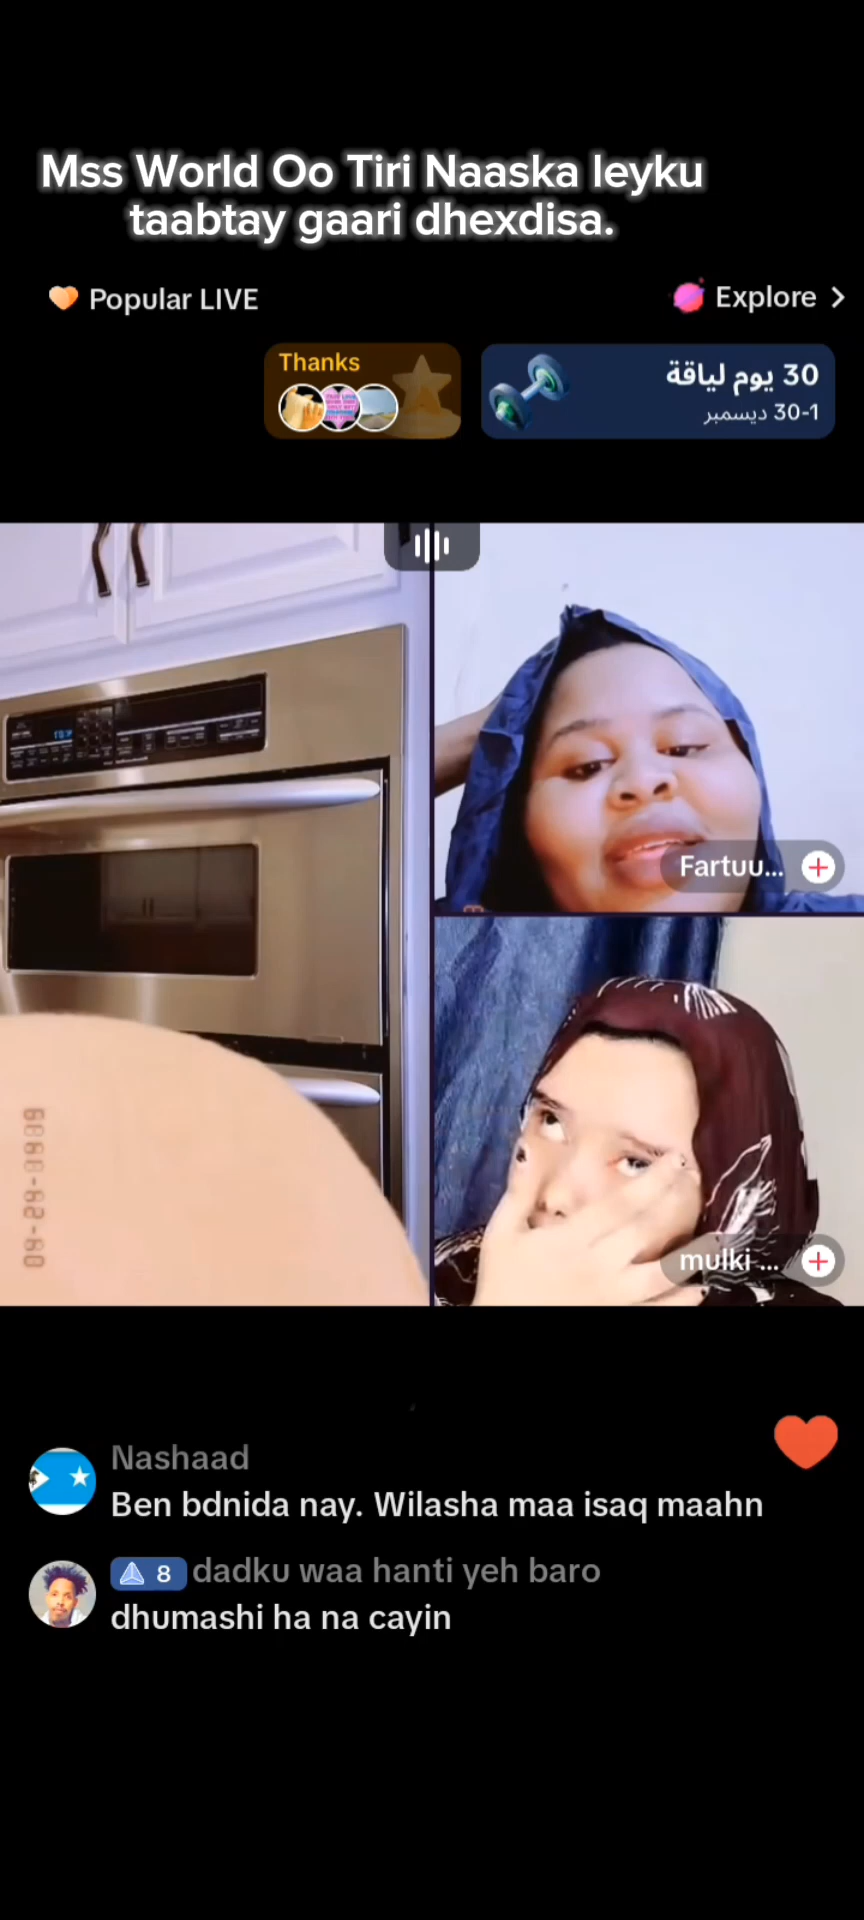 Mss World Oo Tiri Naaska leyku
taabtay gaari dhexdisa.
Popular LIVE
Explore
Thanks
30 يوم لياقة
1-30 ديسمبر
Fartuu...
mulki ...
Nashaad
Ben bdnida nay. Wilasha maa isaq maahn
8 dadku waa hanti yeh baro
dhumashi ha na cayin